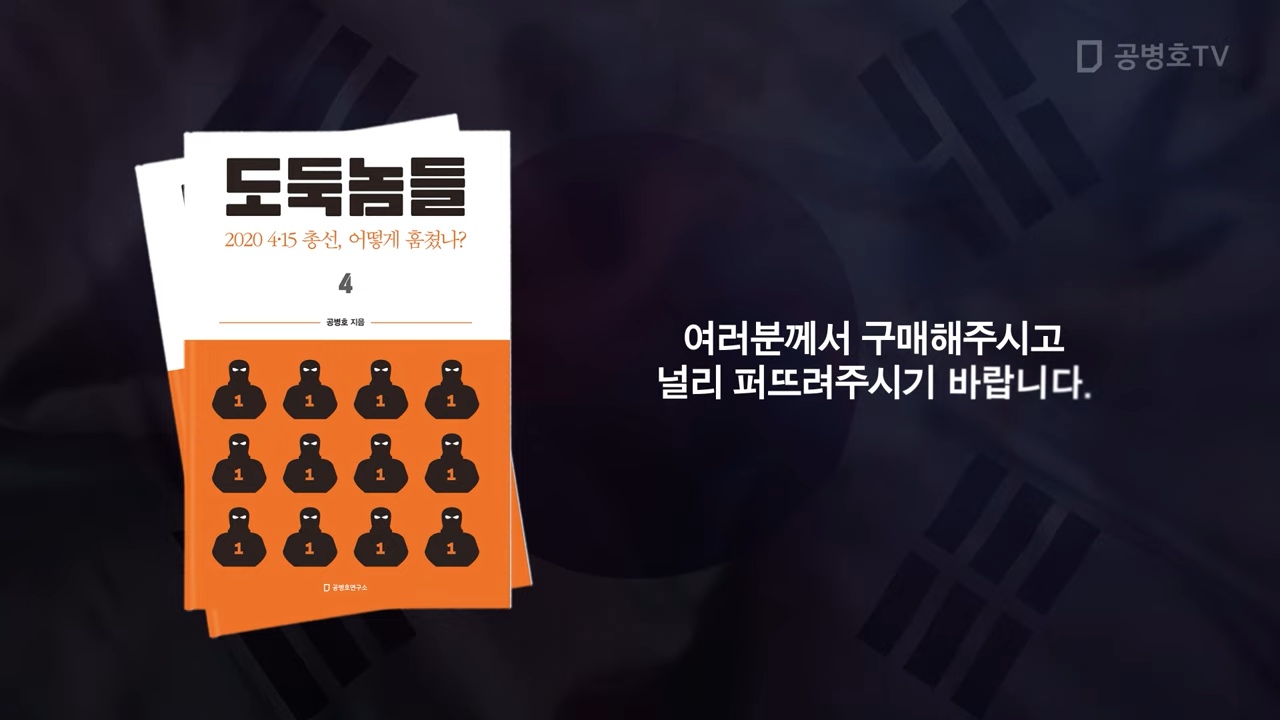 공병호TV
도둑놈들
2020 4·15 총선, 어떻게 훔쳤나?
4
공병호 지음
1 1 1 1
1 1 1 1
1 1 1 1
공병호연구소
여러분께서 구매해주시고
널리 퍼뜨려주시기 바랍니다.